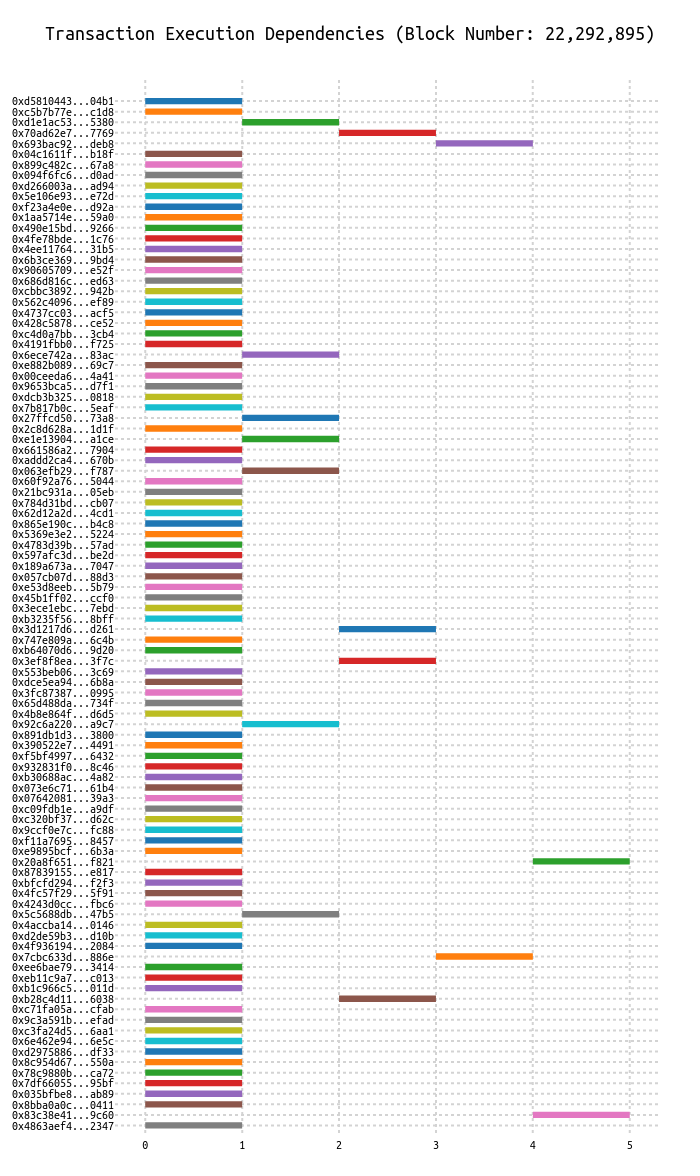 Transaction Execution Dependencies (Block Number: 22,292,895)
0xd5810443...04b1
0xc5b7b77e...c1d8
0xd1e1ac53...5380
0x70ad62e7...7769
0x693bac92...deb8
0x04c1611f...b18f
0x899c482c...67a8
0x094f6fc6...d0ad
0xd266003a...ad94
0x5e106e93...e72d
0xf23a4e0e...d92a
0x1aa5714e...59a0
0x490e15bd...9266
0x4fe78bde...1c76
0x4ee11764...31b5
0x6b3ce369...9bd4
0x90605709...e52f
0x686d816c...ed63
0xcbbc3892...942b
0x562c4096...ef89
0x4737cc03...acf5
0x428c5878...ce52
0xc4d0a7bb...3cb4
0x4191fbb0...f725
0x6ece742a...83ac
0xe882b089...69c7
0x00ceeda6...4a41
0x9653bca5...d7f1
0xdcb3b325...0818
0x7b817b0c...5eaf
0x27ffcd50...73a8
0x2c8d628a...1d1f
0xe1e13904...a1ce
0x661586a2...7904
0xaddd2ca4...670b
0x063efb29...f787
0x60f92a76...5044
0x21bc931a...05eb
0x784d31bd...cb07
0x62d12a2d...4cd1
0x865e190c...b4c8
0x5369e3e2...5224
0x4783d39b...57ad
0x597afc3d...be2d
0x189a673a...7047
0x057cb07d...88d3
0xe53d8eeb...5b79
0x45b1ff02...ccf0
0x3ece1ebc...7ebd
0xb3235f56...8bff
0x3d1217d6...d261
0x747e809a...6c4b
0xb64070d6...9d20
0x3ef8f8ea...3f7c
0x553beb06...3c69
0xdce5ea94...6b8a
0x3fc87387...0995
0x65d488da...734f
0x4b8e864f...d6d5
0x92c6a220...a9c7
0x891db1d3...3800
0x390522e7...4491
0xf5bf4997...6432
0x932831f0...8c46
0xb30688ac...4a82
0x073e6c71...61b4
0x07642081...39a3
0xc09fdb1e...a9df
0xc320bf37...d62c
0x9ccf0e7c...fc88
0xf11a7695...8457
0xe9895bcf...6b3a
0x20a8f651...f821
0x87839155...e817
0xbfcfd294...f2f3
0x4fc57f29...5f91
0x4243d0cc...fbc6
0x5c5688db...47b5
0x4accba14...0146
0xd2de59b3...d10b
0x4f936194...2084
0x7cbc633d...886e
0xee6bae79...3414
0xeb11c9a7...c013
0xb1c966c5...011d
0xb28c4d11...6038
0xc71fa05a...cfab
0x9c3a591b...efad
0xc3fa24d5...6aa1
0x6e462e94...6e5c
0xd2975886...df33
0x8c954d67...550a
0x78c9880b...ca72
0x7df66055...95bf
0x035bfbe8...ab89
0x8bba0a0c...0411
0x83c38e41...9c60
0x4863aef4...2347
0 1 2 3 4 5